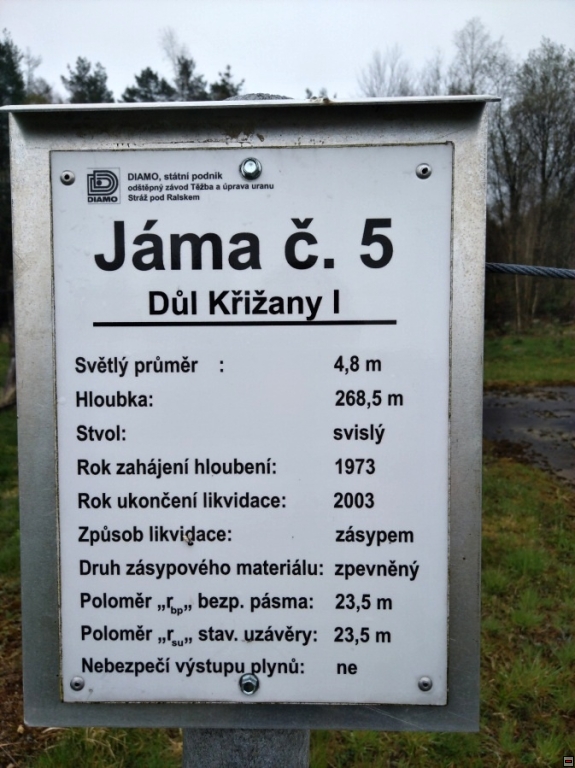 DIAMO
DIAMO, státní podnik
odštěpný závod Těžba a úprava uranu
Stráž pod Ralskem
Jáma č. 5
Důl Křižany I
Světlý průměr : 4,8 m
Hloubka: 268,5 m
Stvol: svislý
Rok zahájení hloubení: 1973
Rok ukončení likvidace: 2003
Způsob likvidace: zásypem
Druh zásypového materiálu: zpevněný
Poloměr „rbp„ bezp. pásma: 23,5 m
Poloměr „rsu„ stav. uzávěry: 23,5 m
Nebezpečí výstupu plynů: ne